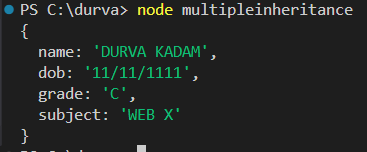 PS C:\durva> node multipleinheritance
{
  name: 'DURVA KADAM',
  dob: '11/11/1111',
  grade: 'C',
  subject: 'WEB X'
}